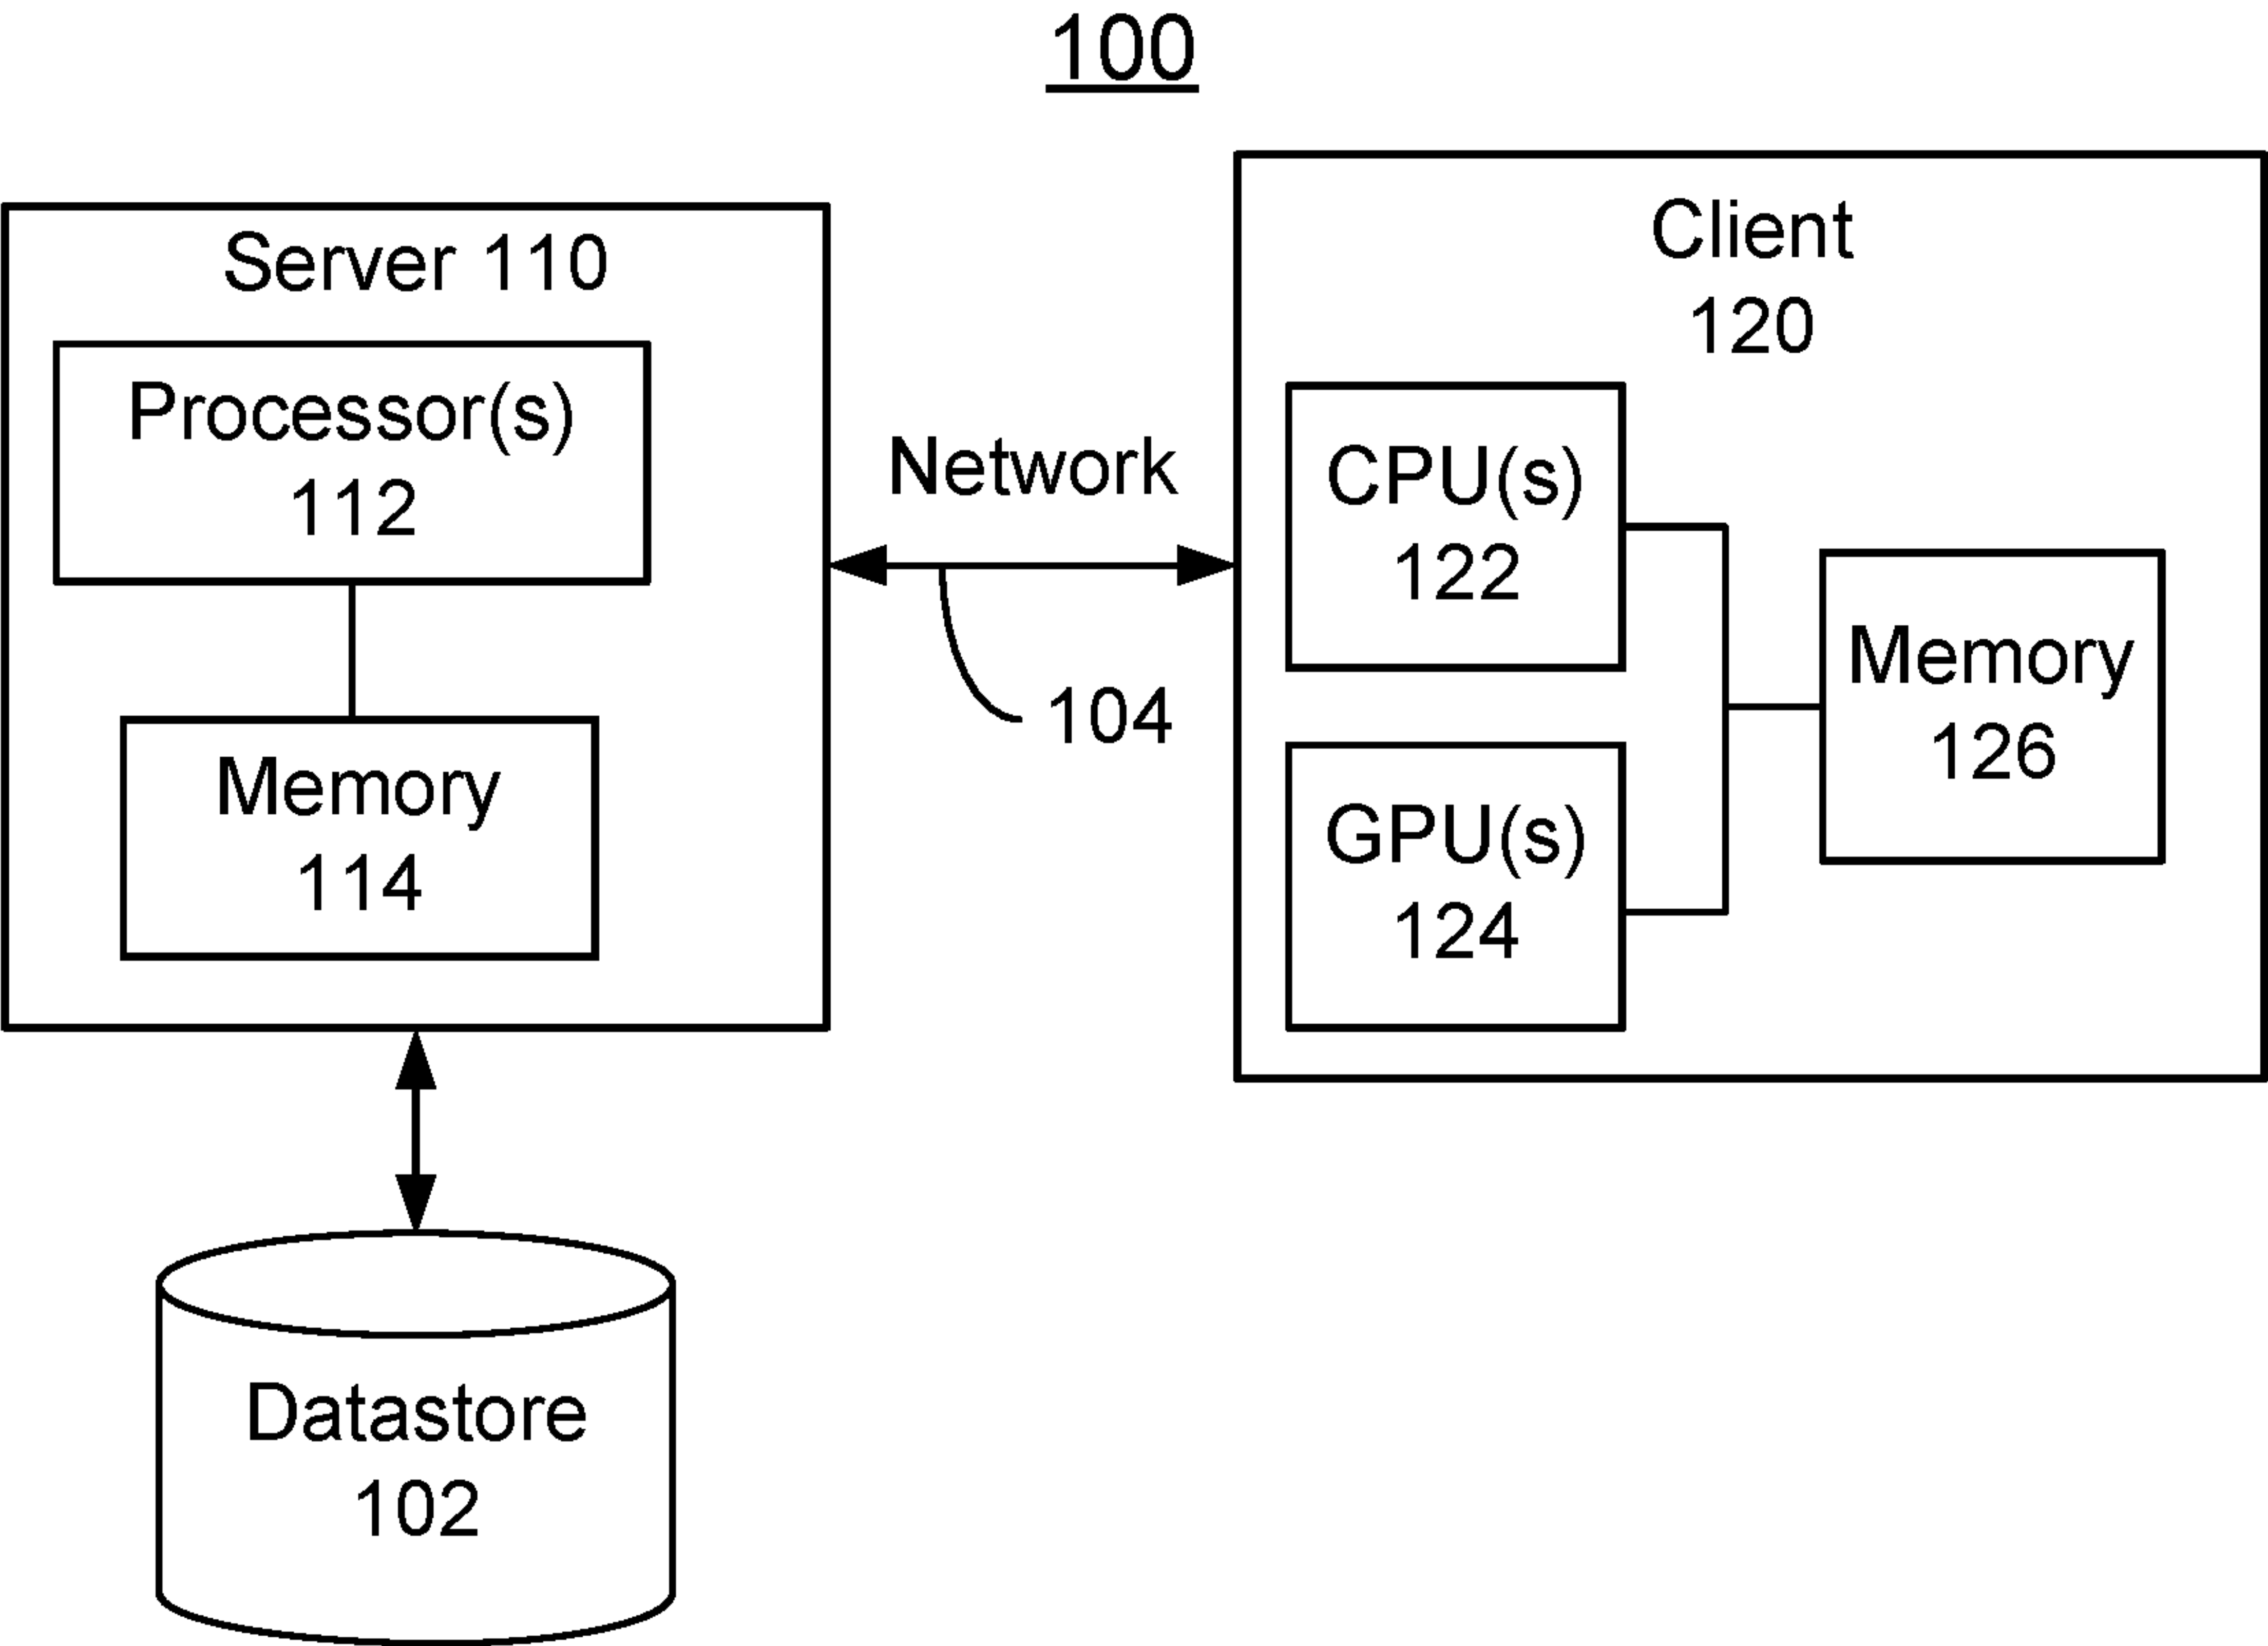 100
Server 110
Processor(s)
112
Memory
114
Network
104
Client
120
CPU(s)
122
GPU(s)
124
Memory
126
Datastore
102